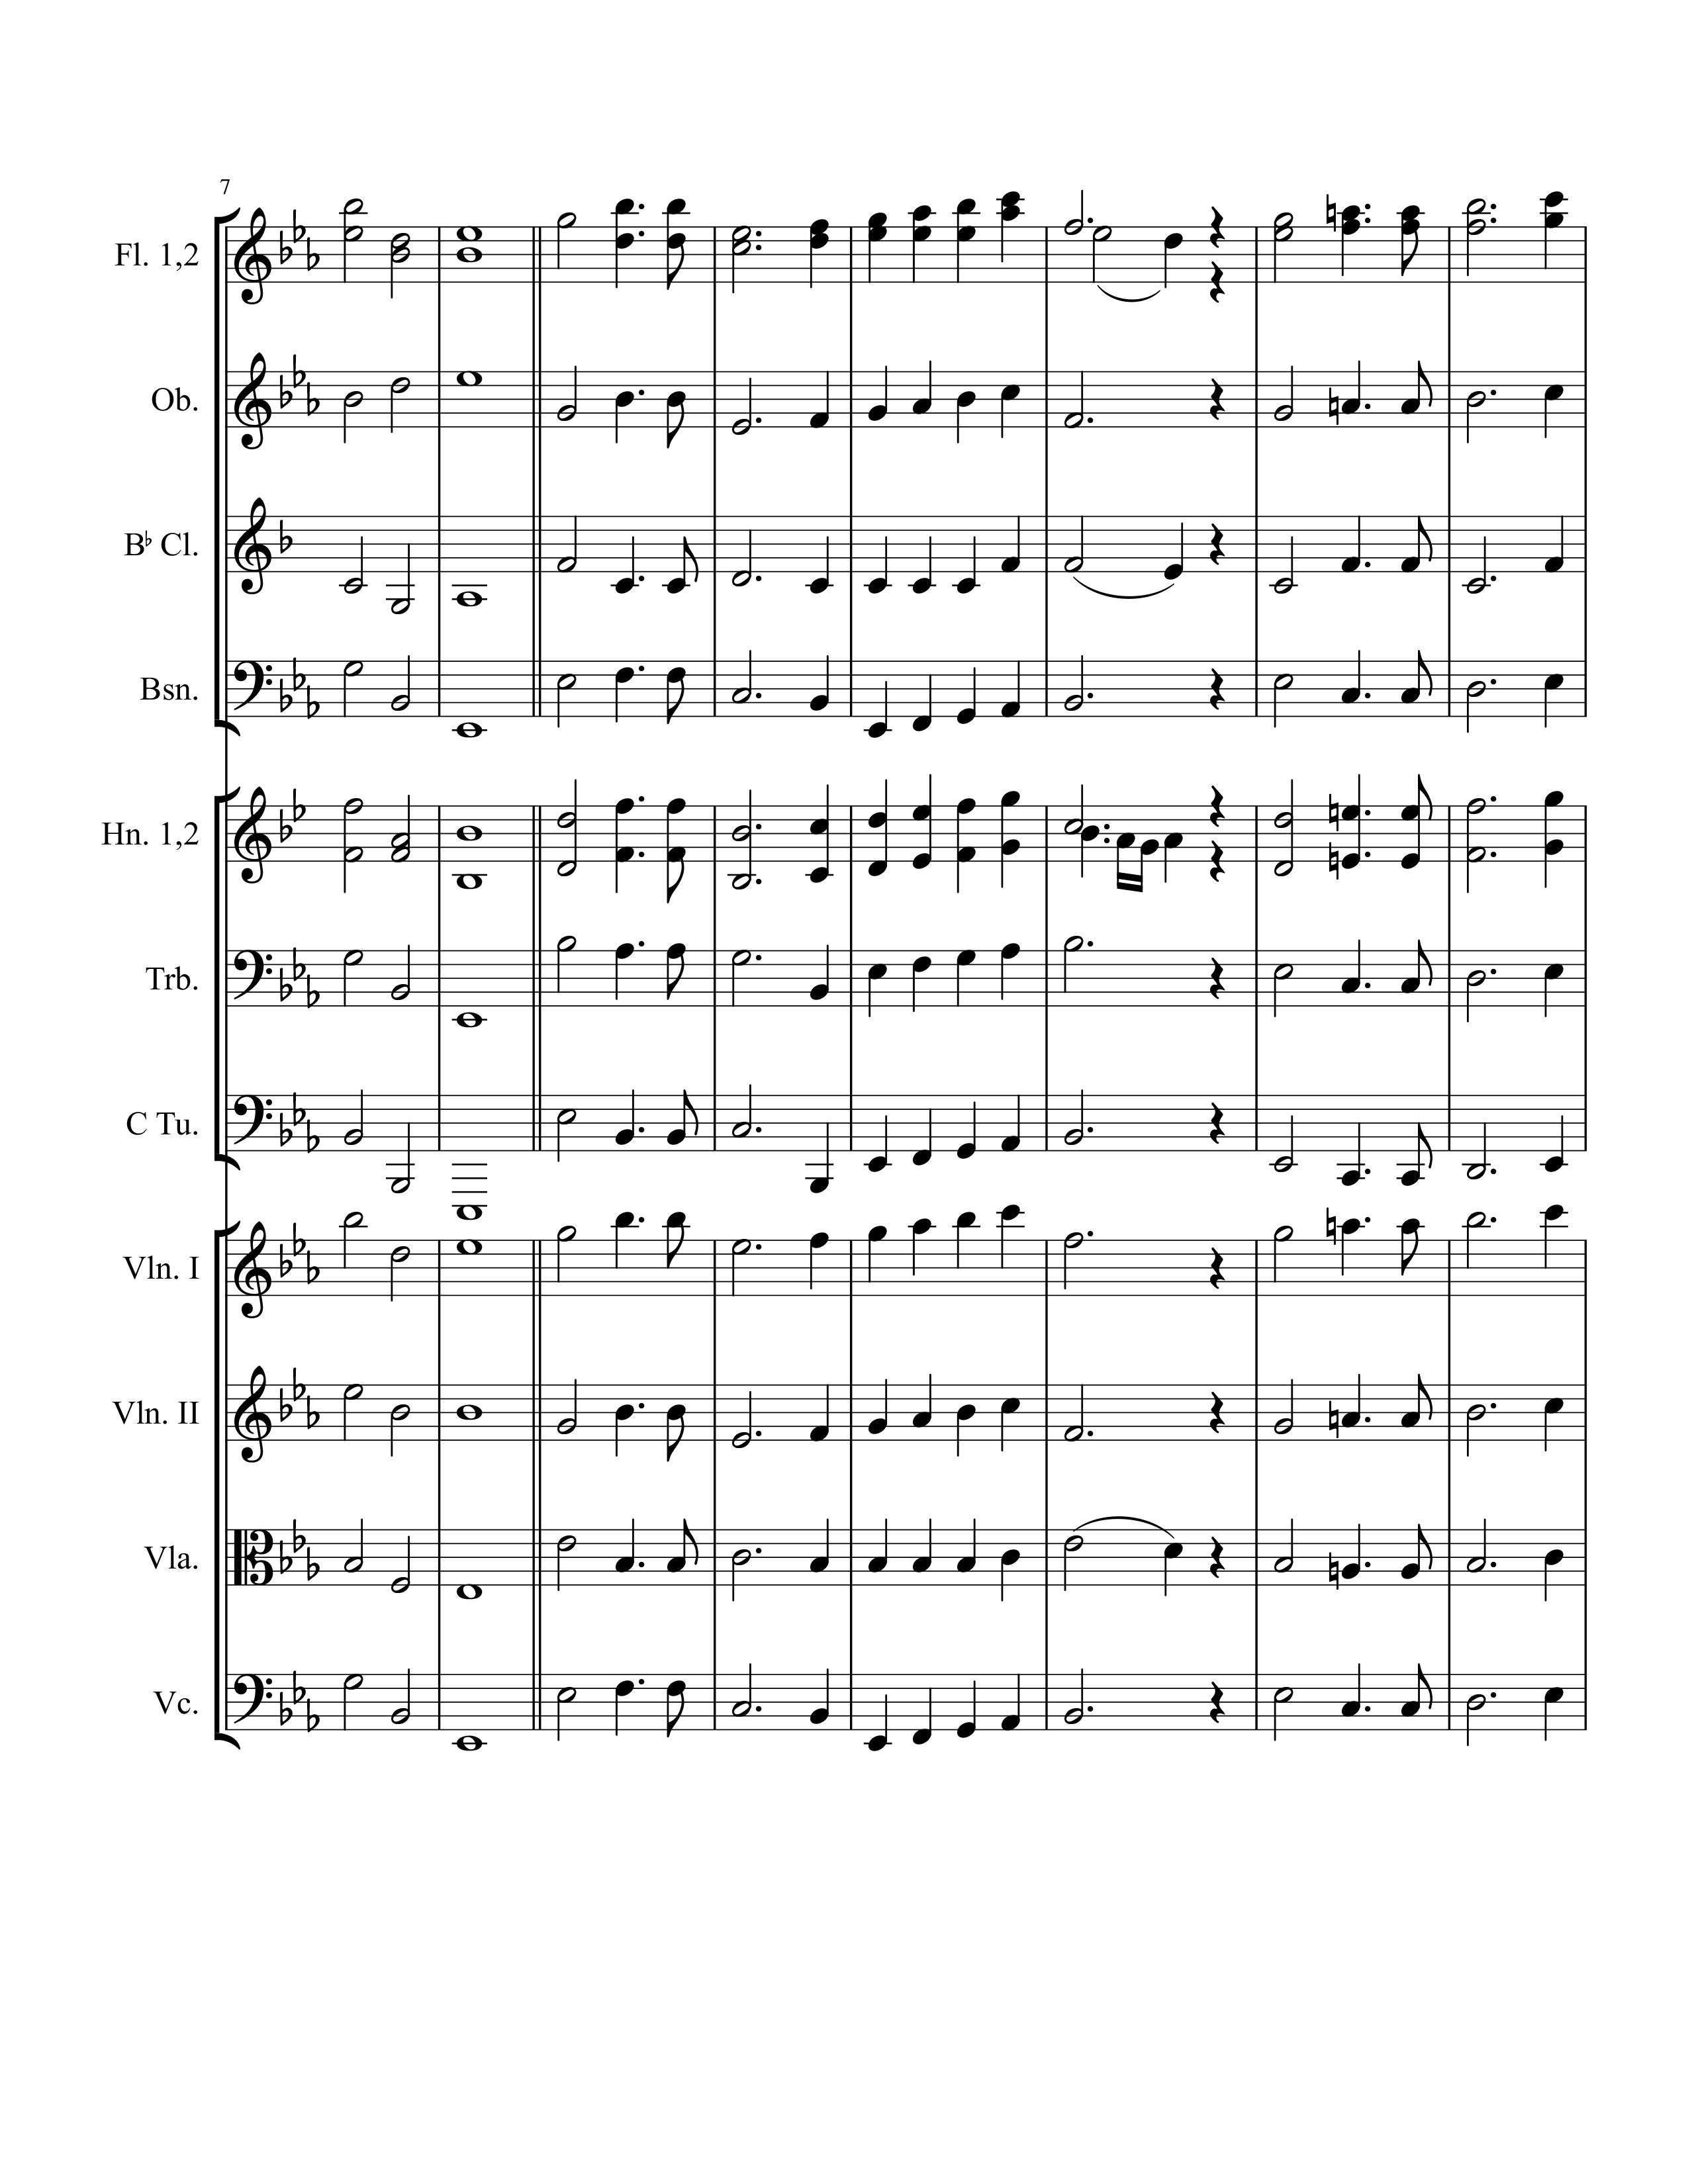 7
Fl. 1,2
Ob.
B♭ Cl.
Bsn.
Hn. 1,2
Trb.
C Tu.
Vln. I
Vln. II
Vla.
Vc.